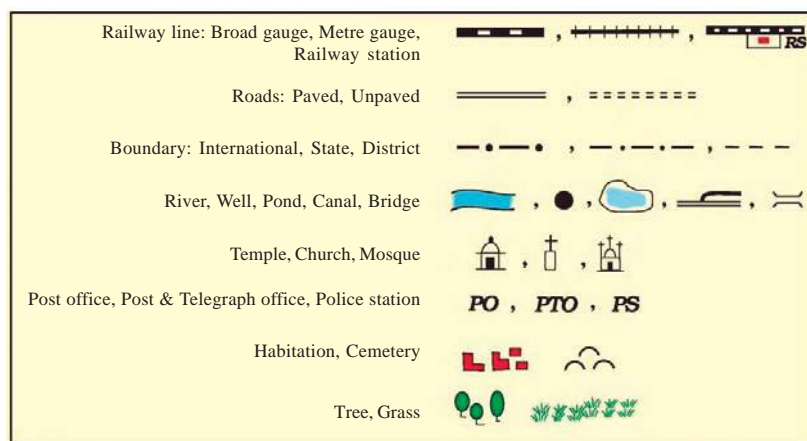 Railway line: Broad gauge, Metre gauge,
Railway station
, ,
RS
Roads: Paved, Unpaved
,
Boundary: International, State, District
, ,
River, Well, Pond, Canal, Bridge
, , , ,
Temple, Church, Mosque
, ,
Post office, Post & Telegraph office, Police station
PO , PTO , PS
Habitation, Cemetery
Tree, Grass